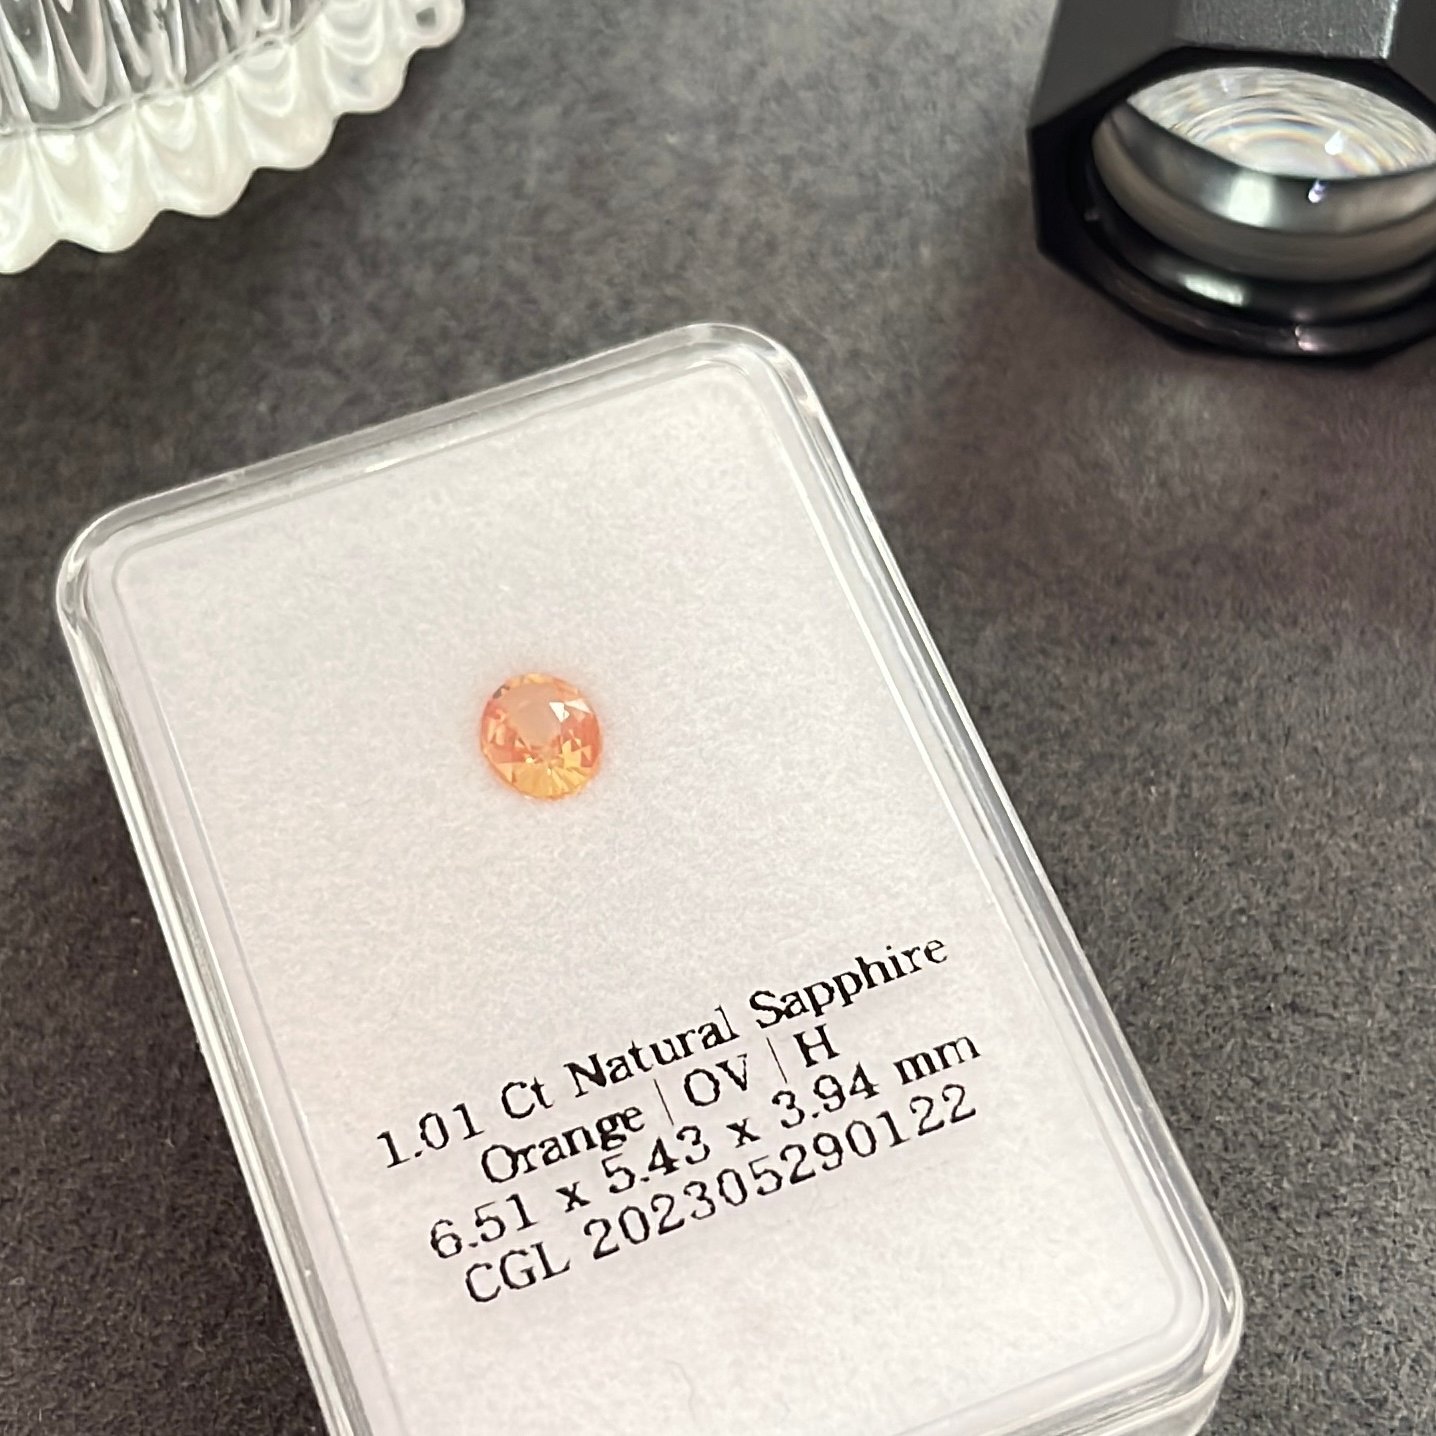 1.01 Ct Natural Sapphire
Orange | OV | H
6.51 x 5.43 x 3.94 mm
CGL 202305290122